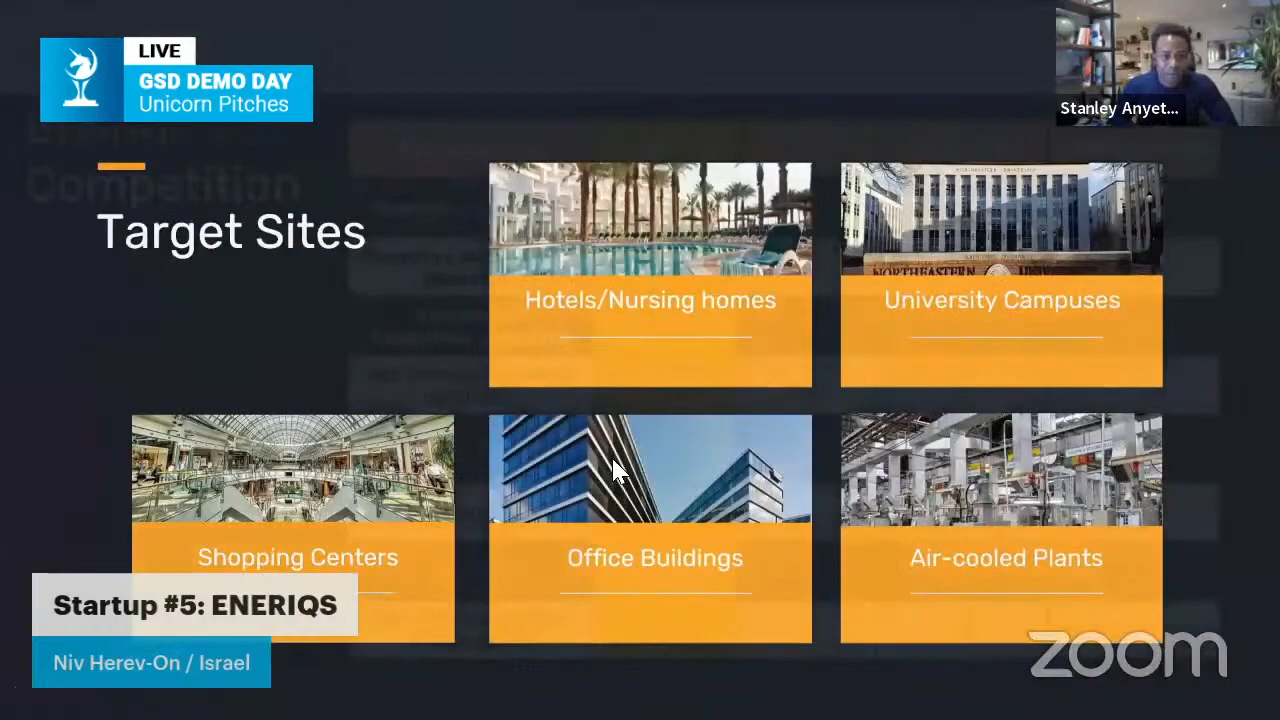 LIVE
GSD DEMO DAY
Unicorn Pitches
Stanley Anyet...
Competition
Target Sites
NORTHEASTERN
Hotels/Nursing homes
University Campuses
Shopping Centers
Office Buildings
Air-cooled Plants
Startup #5: ENERIQS
Niv Herev-On / Israel
zoom